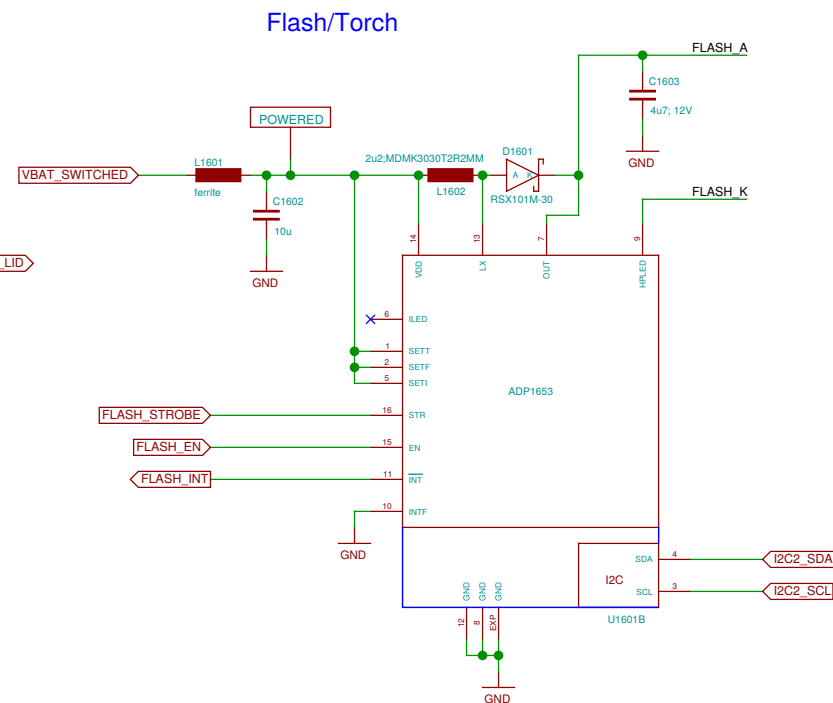 Flash/Torch
FLASH_A
C1603
4u7; 12V
GND
POWERED
L1601
VBAT_SWITCHED
ferrite
C1602
10u
GND
2u2;MDMK3030T2R2MM
L1602
D1601
A K
RSX101M-30
FLASH_K
_LID
14
13
7
9
VDD
LX
OUT
HPLED
6 ILED
1 SETT
2 SETF
5 SETI
ADP1653
FLASH_STROBE 16 STR
FLASH_EN 15 EN
FLASH_INT 11 INT
10 INTF
GND
I2C
SDA 4 I2C2_SDA
SCL 3 I2C2_SCL
GND
GND
GND
12
8
EXP
U1601B
GND